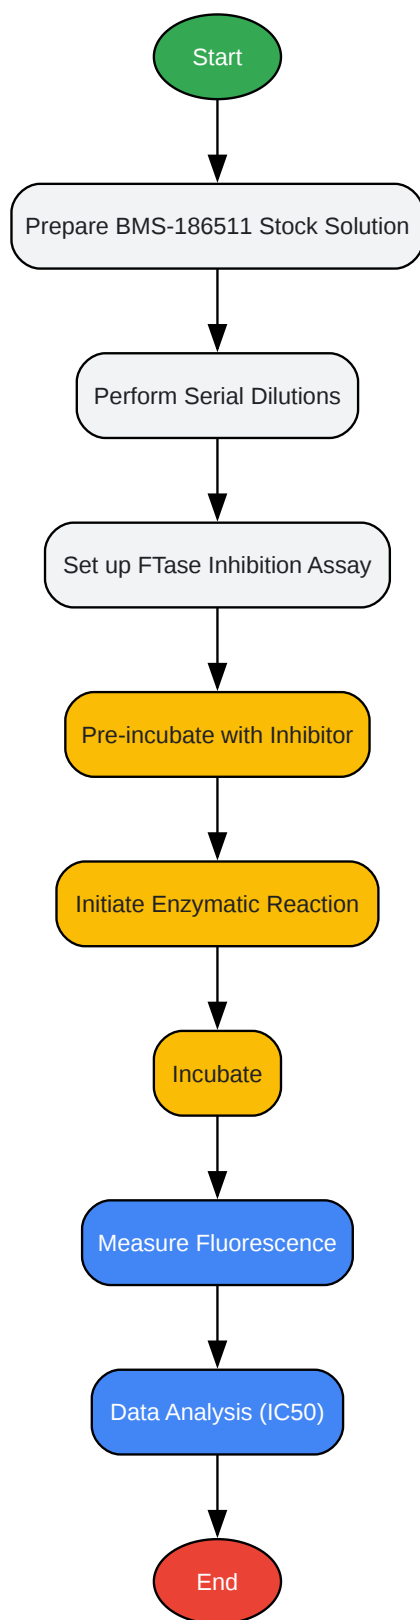 Start
Prepare BMS-186511 Stock Solution
Perform Serial Dilutions
Set up FTase Inhibition Assay
Pre-incubate with Inhibitor
Initiate Enzymatic Reaction
Incubate
Measure Fluorescence
Data Analysis (IC50)
End